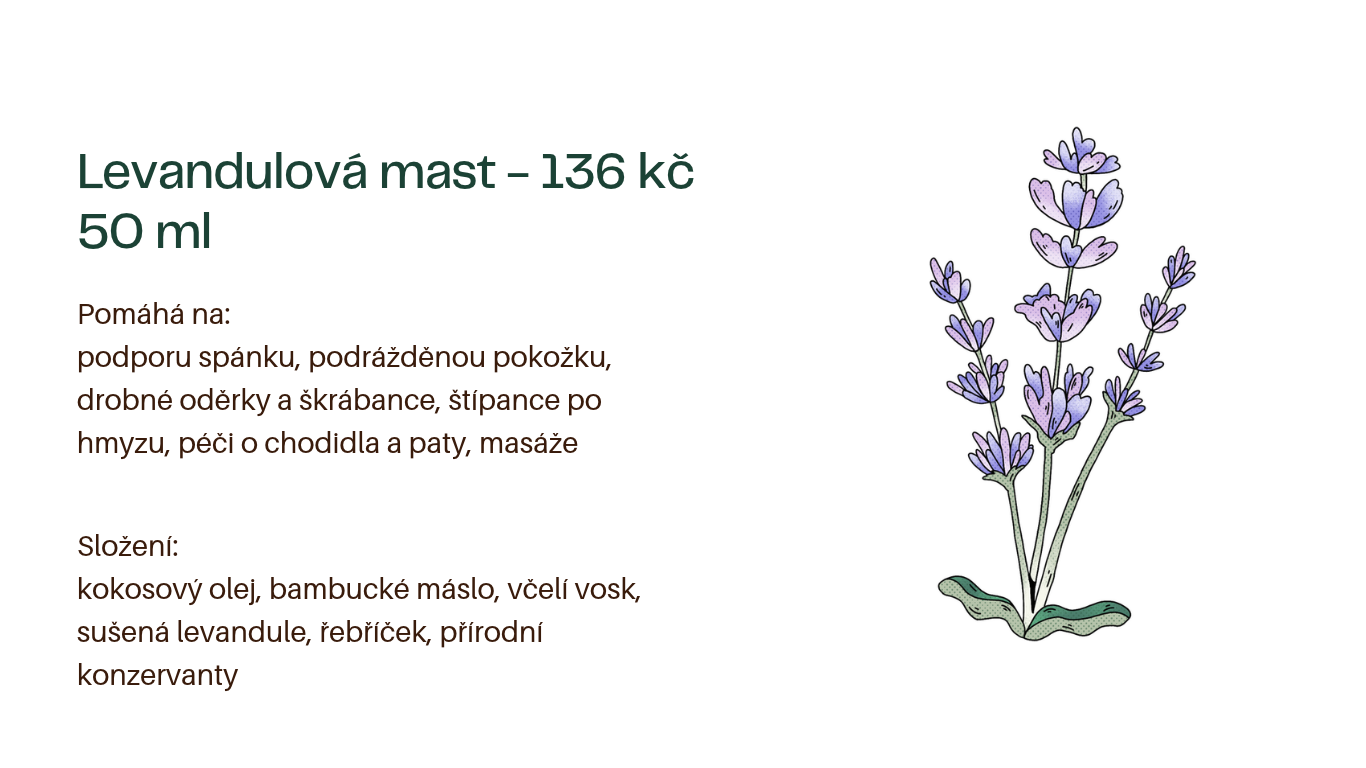 Levandulová mast – 136 kč
50 ml
Pomáhá na:
podporu spánku, podrážděnou pokožku,
drobné oděrky a škrábance, štípance po
hmyzu, péči o chodidla a paty, masáže
Složení:
kokosový olej, bambucké máslo, včelí vosk,
sušená levandule, řebříček, přírodní
konzervanty